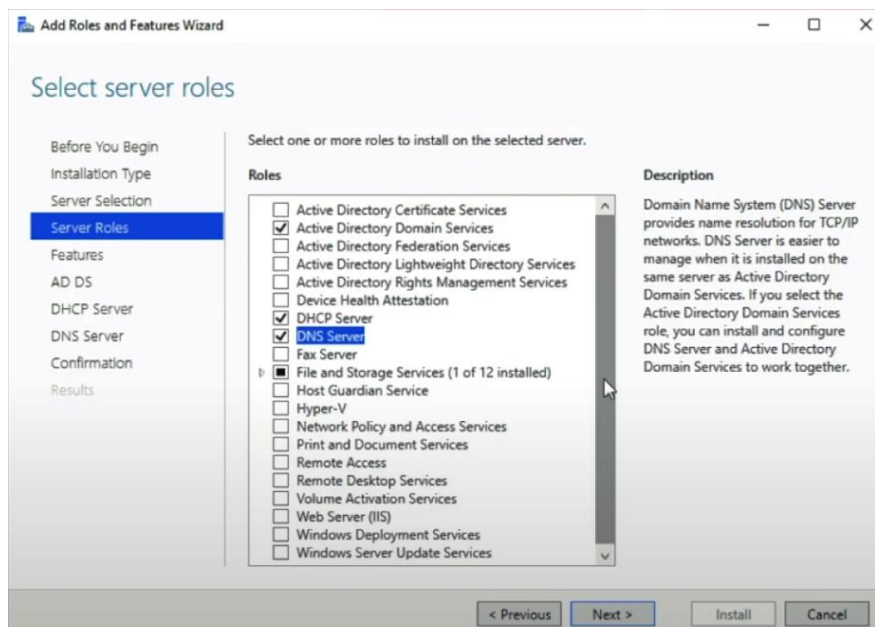 Add Roles and Features Wizard
Select server roles
Before You Begin
Installation Type
Server Selection
Server Roles
Features
AD DS
DHCP Server
DNS Server
Confirmation
Results
Select one or more roles to install on the selected server.
Roles
Active Directory Certificate Services
Active Directory Domain Services
Active Directory Federation Services
Active Directory Lightweight Directory Services
Active Directory Rights Management Services
Device Health Attestation
DHCP Server
DNS Server
Fax Server
File and Storage Services (1 of 12 installed)
Host Guardian Service
Hyper-V
Network Policy and Access Services
Print and Document Services
Remote Access
Remote Desktop Services
Volume Activation Services
Web Server (IIS)
Windows Deployment Services
Windows Server Update Services
Description
Domain Name System (DNS) Server
provides name resolution for TCP/IP
networks. DNS Server is easier to
manage when it is installed on the
same server as Active Directory
Domain Services. If you select the
Active Directory Domain Services
role, you can install and configure
DNS Server and Active Directory
Domain Services to work together.
< Previous
Next >
Install
Cancel